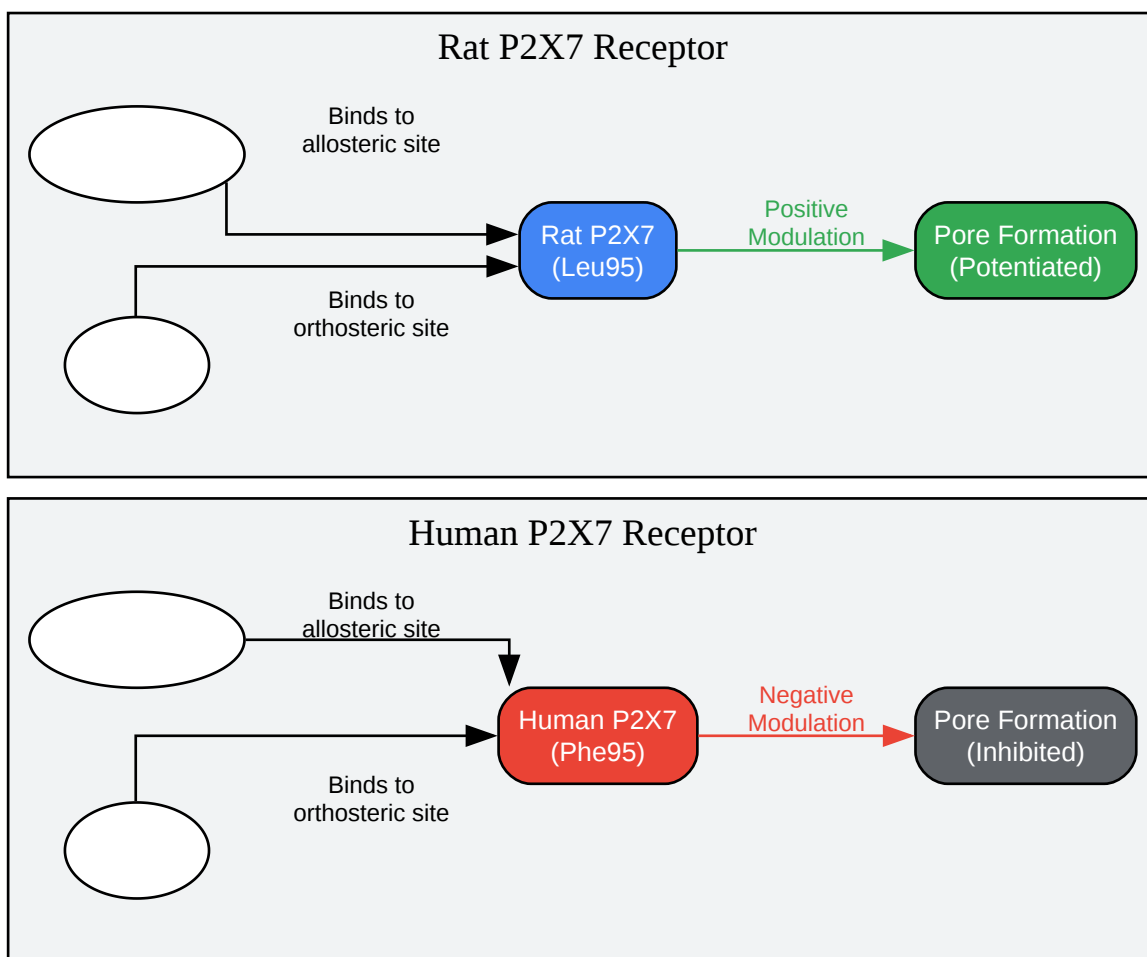 Rat P2X7 Receptor
Binds to
allosteric site
Positive
Modulation
Rat P2X7
(Leu95)
Pore Formation
(Potentiated)
Binds to
orthosteric site
Human P2X7 Receptor
Binds to
allosteric site
Negative
Modulation
Human P2X7
(Phe95)
Pore Formation
(Inhibited)
Binds to
orthosteric site